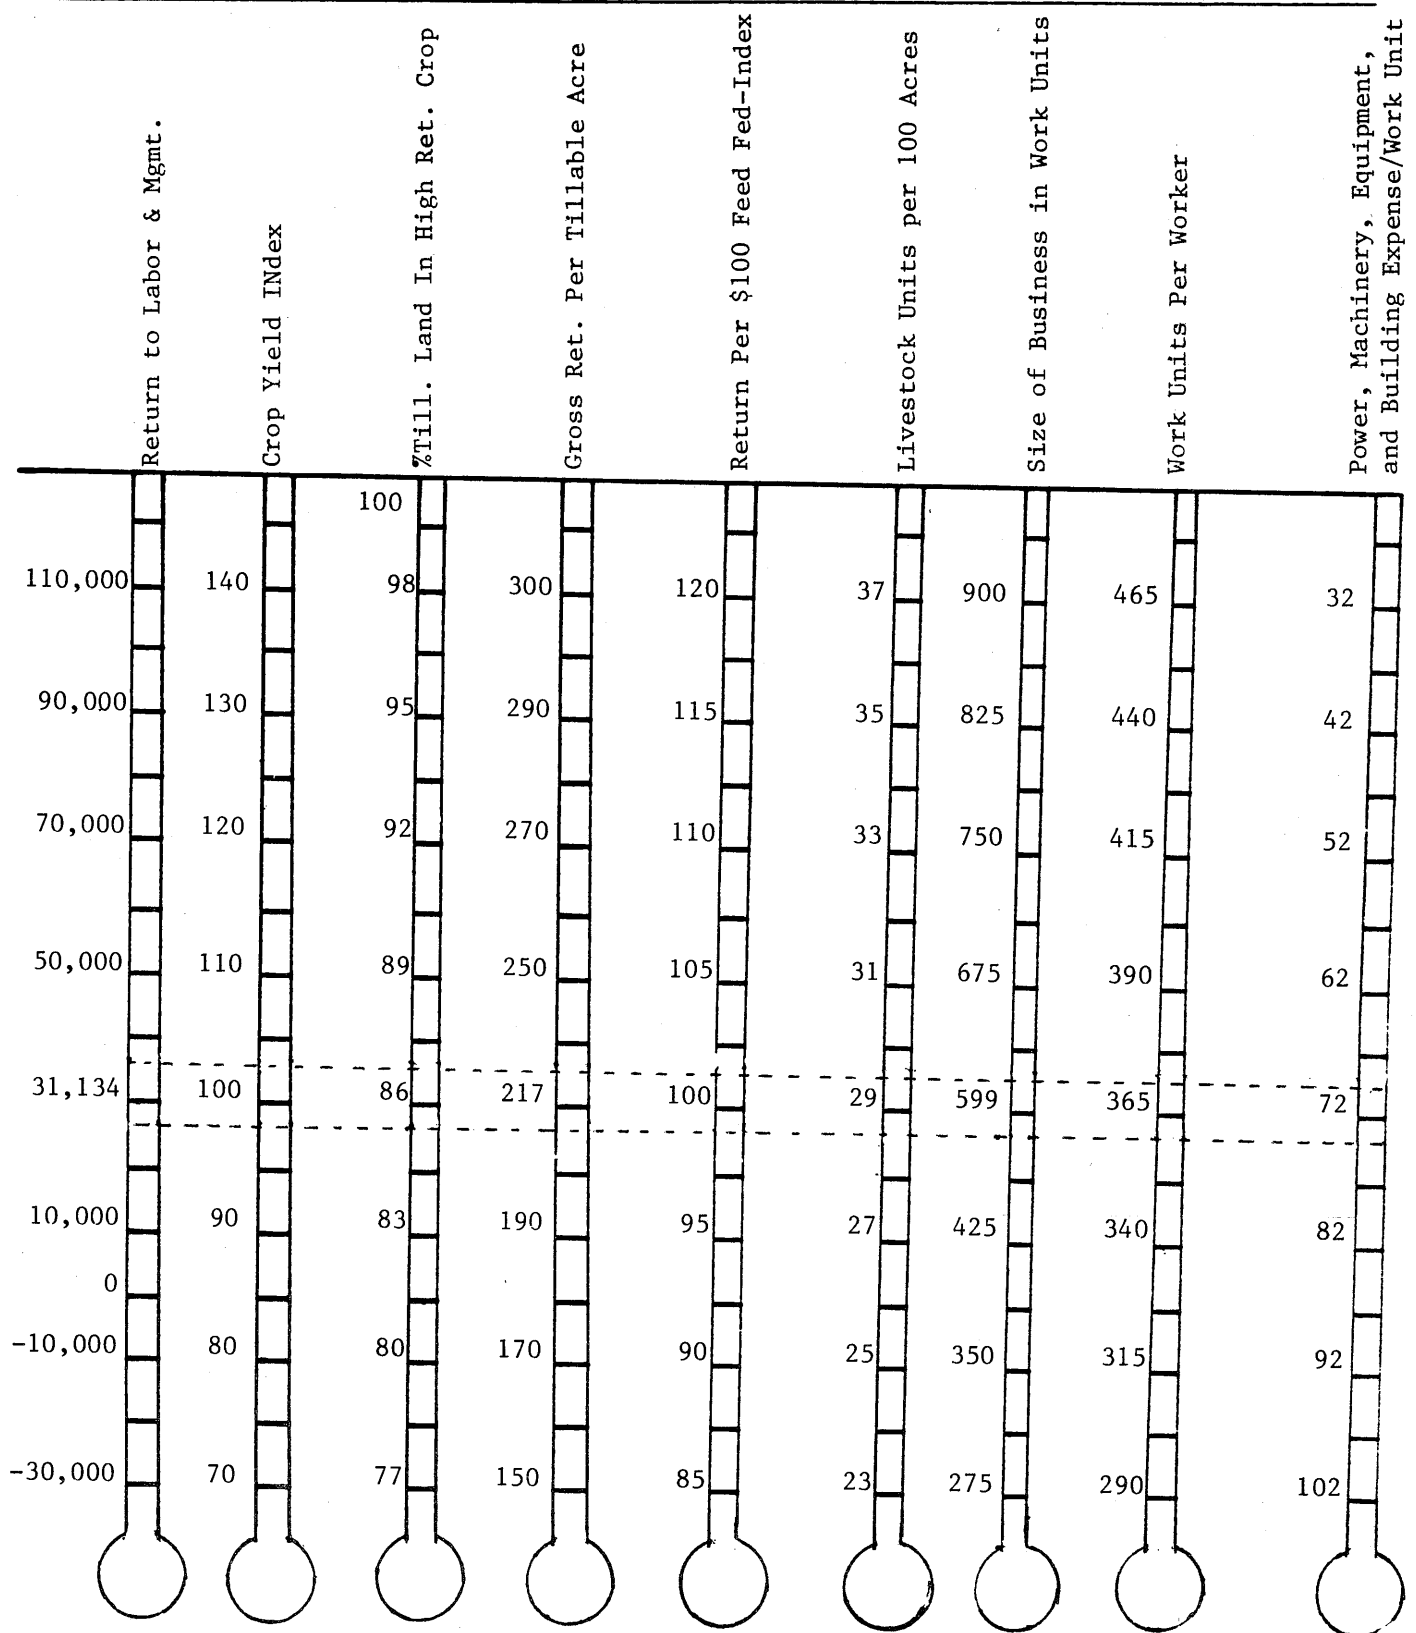 Return to Labor & Mgmt.
Crop Yield INdex
%Till. Land In High Ret. Crop
Gross Ret. Per Tillable Acre
Return Per $100 Feed Fed-Index
Livestock Units per 100 Acres
Size of Business in Work Units
Work Units Per Worker
Power, Machinery, Equipment,
and Building Expense/Work Unit
100
110,000 140 98 300 120 37 900 465 32
90,000 130 95 290 115 35 825 440 42
70,000 120 92 270 110 33 750 415 52
50,000 110 89 250 105 31 675 390 62
31,134 100 86 217 100 29 599 365 72
10,000 90 83 190 95 27 425 340 82
0
-10,000 80 80 170 90 25 350 315 92
-30,000 70 77 150 85 23 275 290 102